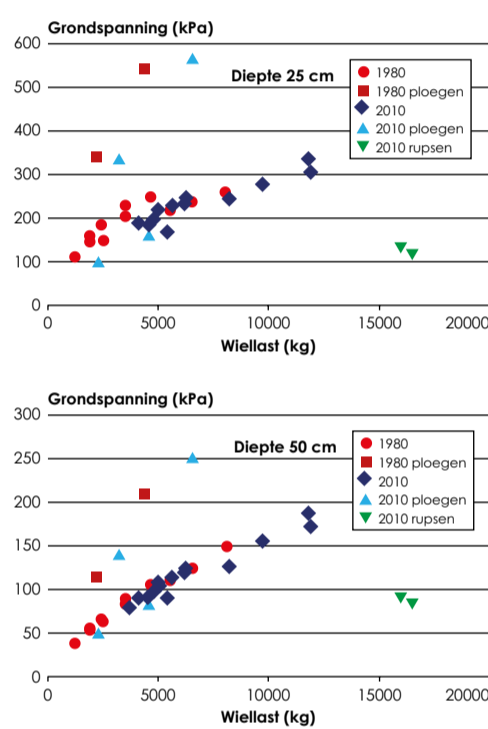 Grondspanning (kPa)
600
500
400
300
200
100
0
Diepte 25 cm
1980
1980 ploegen
2010
2010 ploegen
2010 rupsen
0 5000 10000 15000 20000
Wiellast (kg)
Grondspanning (kPa)
300
250
200
150
100
50
0
Diepte 50 cm
1980
1980 ploegen
2010
2010 ploegen
2010 rupsen
0 5000 10000 15000 20000
Wiellast (kg)